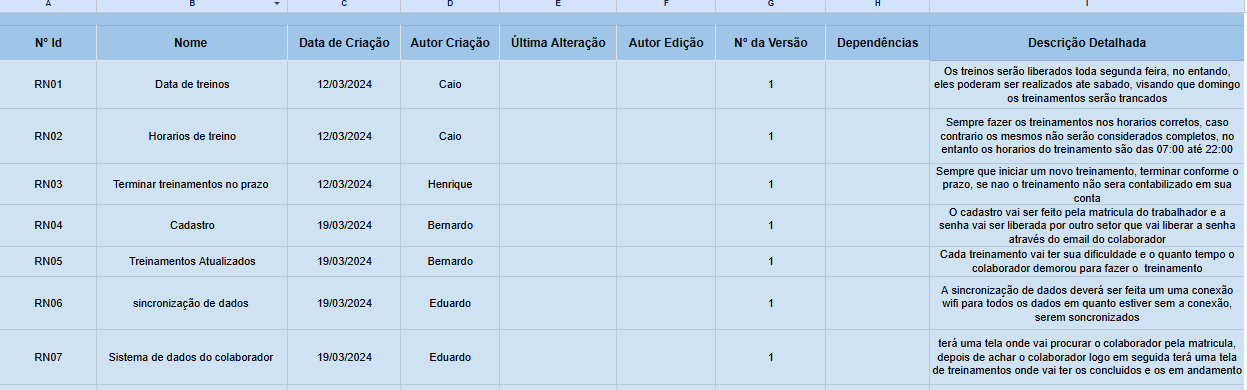 A B C D E F G H I
Nº Id Nome Data de Criação Autor Criação Última Alteração Autor Edição N° da Versão Dependências Descrição Detalhada
RN01 Data de treinos 12/03/2024 Caio 1 Os treinos serão liberados toda segunda feira, no entando,
eles poderam ser realizados ate sabado, visando que domingo
os treinamentos serão trancados
RN02 Horarios de treino 12/03/2024 Caio 1 Sempre fazer os treinamentos nos horarios corretos, caso
contrario os mesmos não serão considerados completos, no
entanto os horarios do treinamento são das 07:00 até 22:00
RN03 Terminar treinamentos no prazo 12/03/2024 Henrique 1 Sempre que iniciar um novo treinamento, terminar conforme o
prazo, se nao o treinamento não sera contabilizado em sua
conta
RN04 Cadastro 19/03/2024 Bernardo 1 O cadastro vai ser feito pela matricula do trabalhador e a
senha vai ser liberada por outro setor que vai liberar a senha
através do email do colaborador
RN05 Treinamentos Atualizados 19/03/2024 Bernardo 1 Cada treinamento vai ter sua dificuldade e o quanto tempo o
colaborador demorou para fazer o treinamento
RN06 sincronização de dados 19/03/2024 Eduardo 1 A sincronização de dados deverá ser feita um uma conexão
wifi para todos os dados em quanto estiver sem a conexão,
serem soncronizados
RN07 Sistema de dados do colaborador 19/03/2024 Eduardo 1 terá uma tela onde vai procurar o colaborador pela matricula,
depois de achar o colaborador logo em seguida terá uma tela
de treinamentos onde vai ter os concluidos e os em andamento